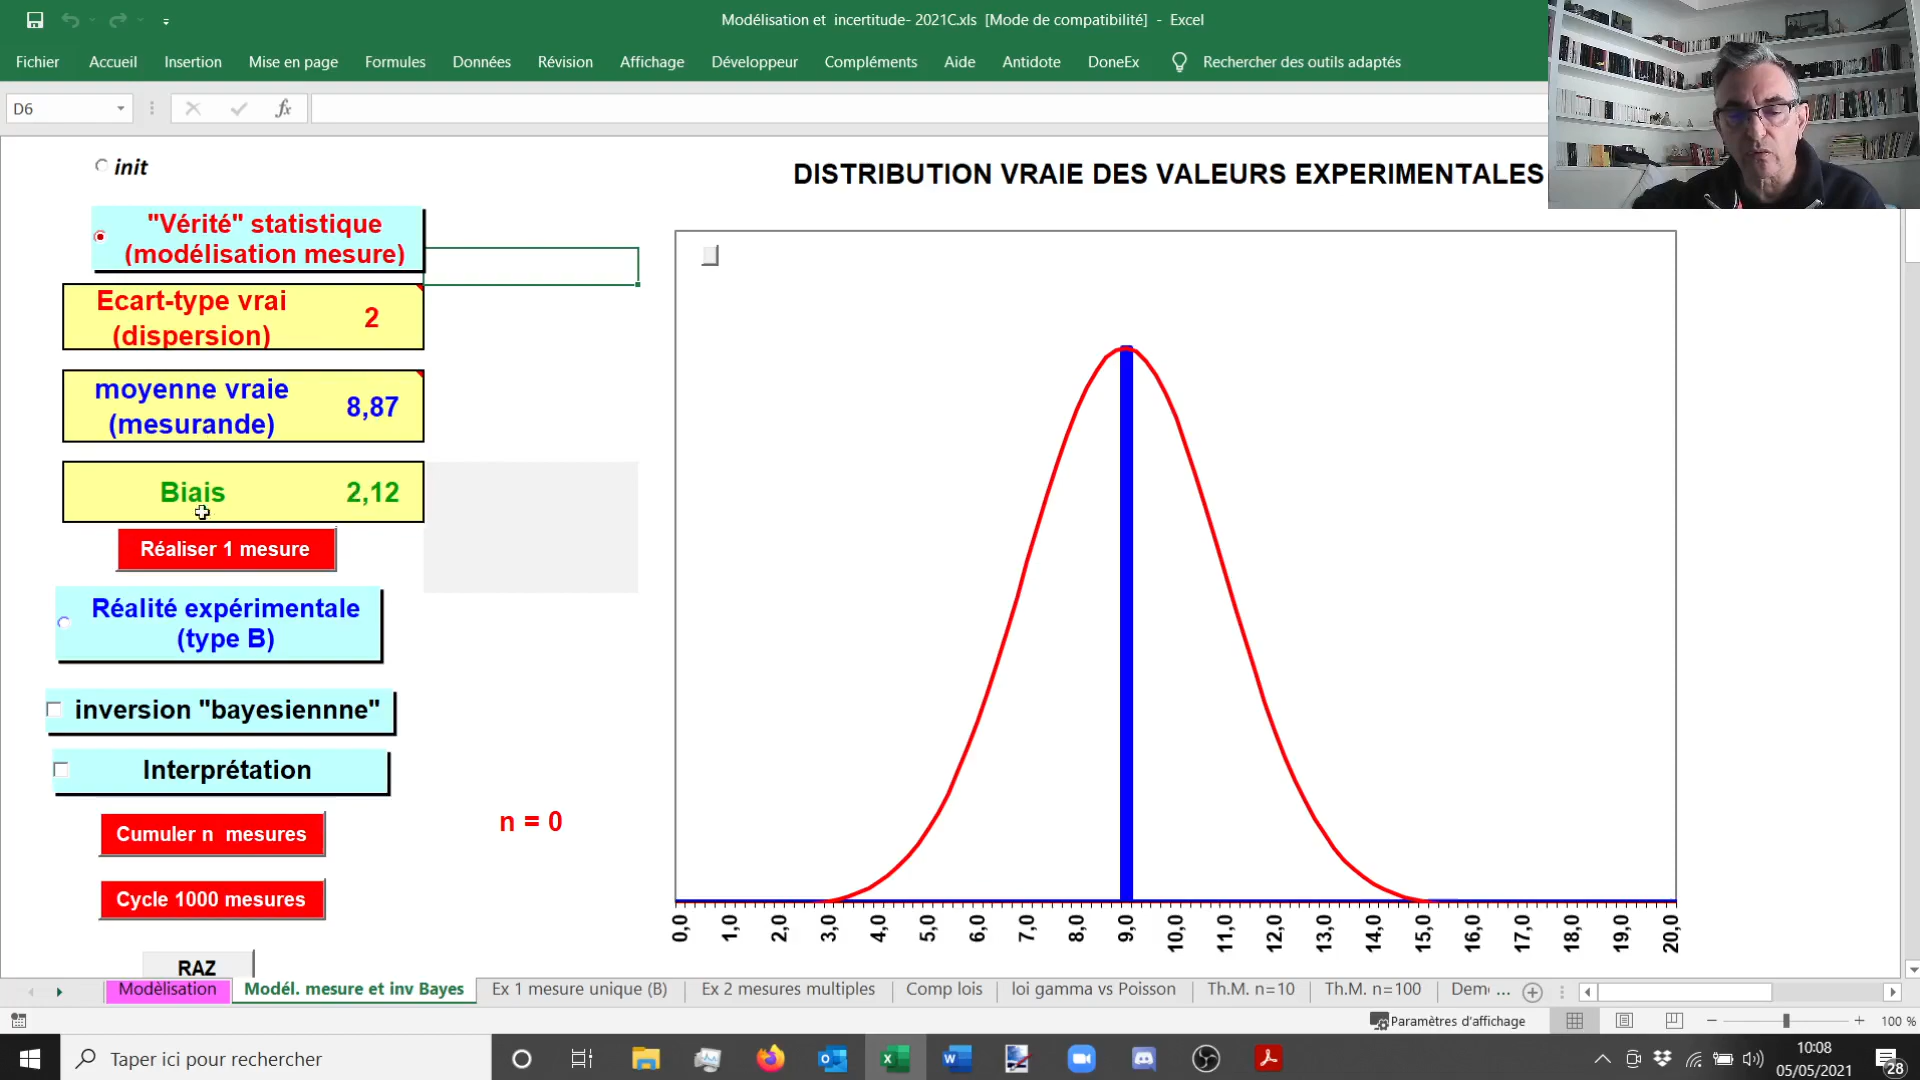 Modélisation et incertitude- 2021C.xls [Mode de compatibilité] - Excel
Fichier Accueil Insertion Mise en page Formules Données Révision Affichage Développeur Compléments Aide Antidote DoneEx Rechercher des outils adaptés
D6 fx
init
DISTRIBUTION VRAIE DES VALEURS EXPERIMENTALES
"Vérité" statistique
(modélisation mesure)
Ecart-type vrai
(dispersion)
2
moyenne vraie
(mesurande)
8,87
Biais 2,12
Réaliser 1 mesure
Réalité expérimentale
(type B)
inversion "bayesiennne"
Interprétation
Cumuler n mesures
n = 0
Cycle 1000 mesures
RAZ
0,0 1,0 2,0 3,0 4,0 5,0 6,0 7,0 8,0 9,0 10,0 11,0 12,0 13,0 14,0 15,0 16,0 17,0 18,0 19,0 20,0
Modèlisation Modél. mesure et inv Bayes Ex 1 mesure unique (B) Ex 2 mesures multiples Comp lois loi gamma vs Poisson Th.M. n=10 Th.M. n=100 Dem ...
Paramètres d'affichage 100 %
Taper ici pour rechercher
10:08
05/05/2021
28